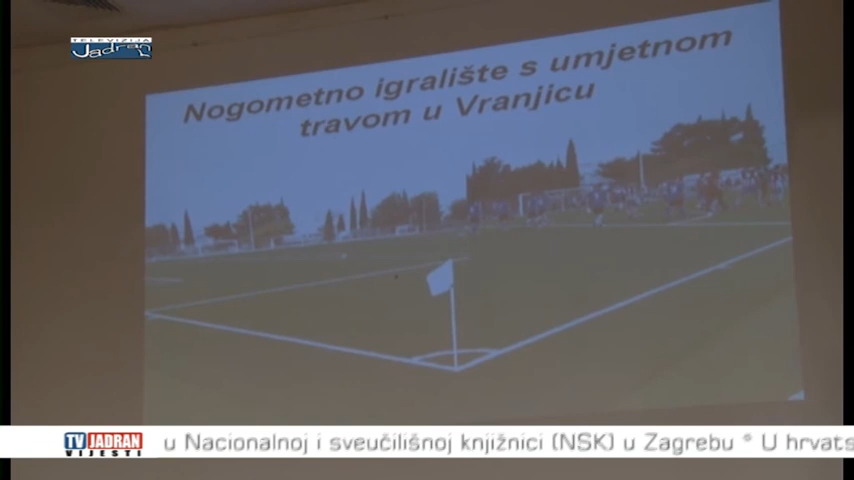 TELEVIZIJA
Jadran
Nogometno igralište s umjetnom
travom u Vranjicu
TV JADRAN
VIJESTI
u Nacionalnoj i sveučilišnoj knjižnici (NSK) u Zagrebu * U hrvats